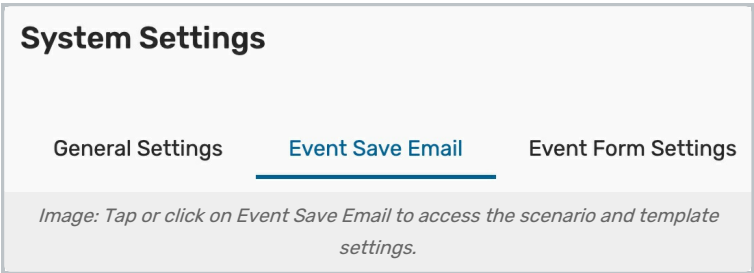 System Settings
General Settings Event Save Email Event Form Settings
Image: Tap or click on Event Save Email to access the scenario and template
settings.